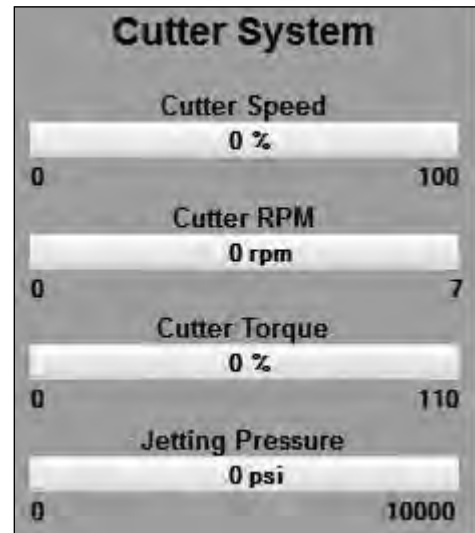 Cutter System
Cutter Speed
0 %
0 100
Cutter RPM
0 rpm
0 7
Cutter Torque
0 %
0 110
Jetting Pressure
0 psi
0 10000